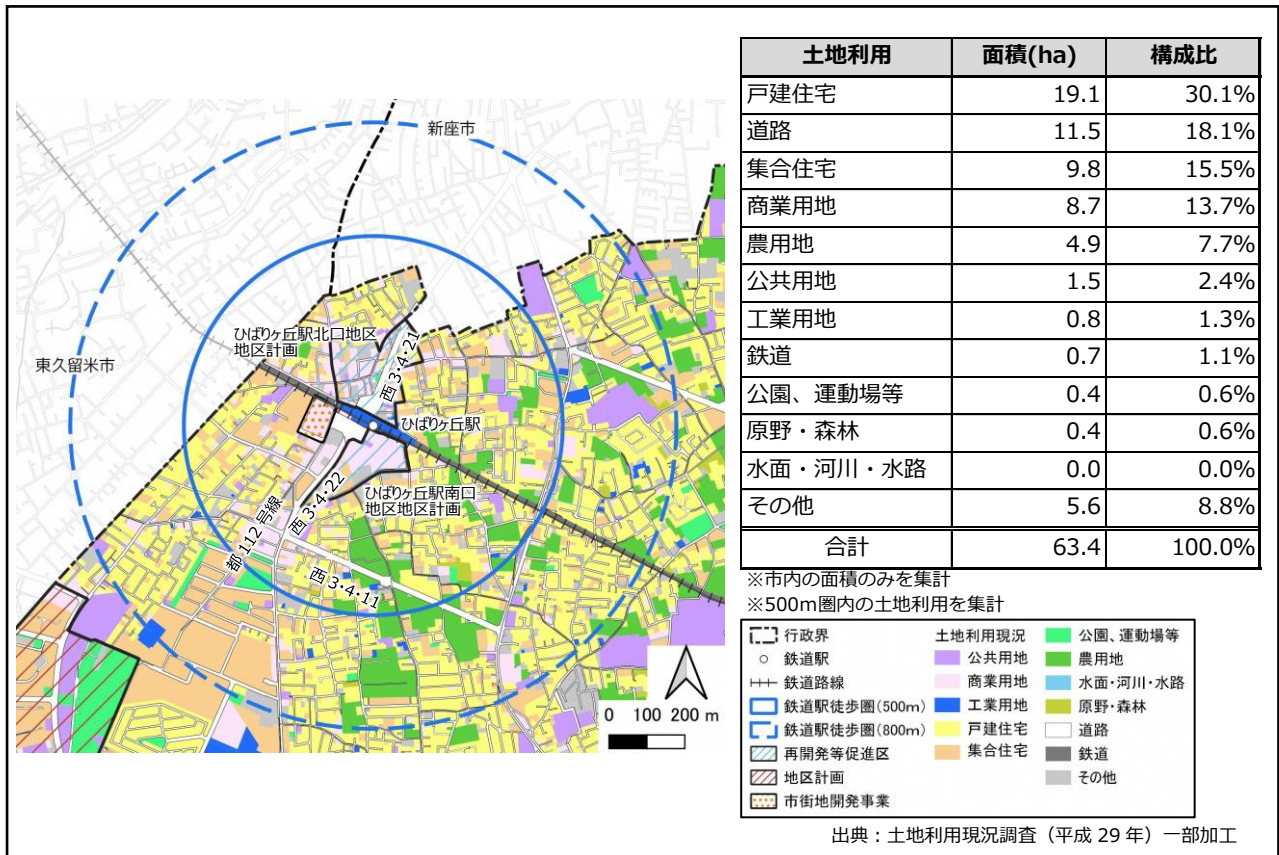 新座市
東久留米市
ひばりヶ丘駅北口地区
地区計画
西 3・4・21
ひばりヶ丘駅
ひばりヶ丘駅南口
地区地区計画
西 3・4・22
都 112 号線
西 3・4・11
0 100 200 m
土地利用 面積(ha) 構成比
戸建住宅 19.1 30.1%
道路 11.5 18.1%
集合住宅 9.8 15.5%
商業用地 8.7 13.7%
農用地 4.9 7.7%
公共用地 1.5 2.4%
工業用地 0.8 1.3%
鉄道 0.7 1.1%
公園、運動場等 0.4 0.6%
原野・森林 0.4 0.6%
水面・河川・水路 0.0 0.0%
その他 5.6 8.8%
合計 63.4 100.0%
※市内の面積のみを集計
※500m圏内の土地利用を集計
行政界
鉄道駅
鉄道路線
鉄道駅徒歩圏(500m)
鉄道駅徒歩圏(800m)
再開発等促進区
地区計画
市街地開発事業
土地利用現況
公共用地
商業用地
工業用地
戸建住宅
集合住宅
公園、運動場等
農用地
水面・河川・水路
原野・森林
道路
鉄道
その他
出典：土地利用現況調査（平成 29 年）一部加工